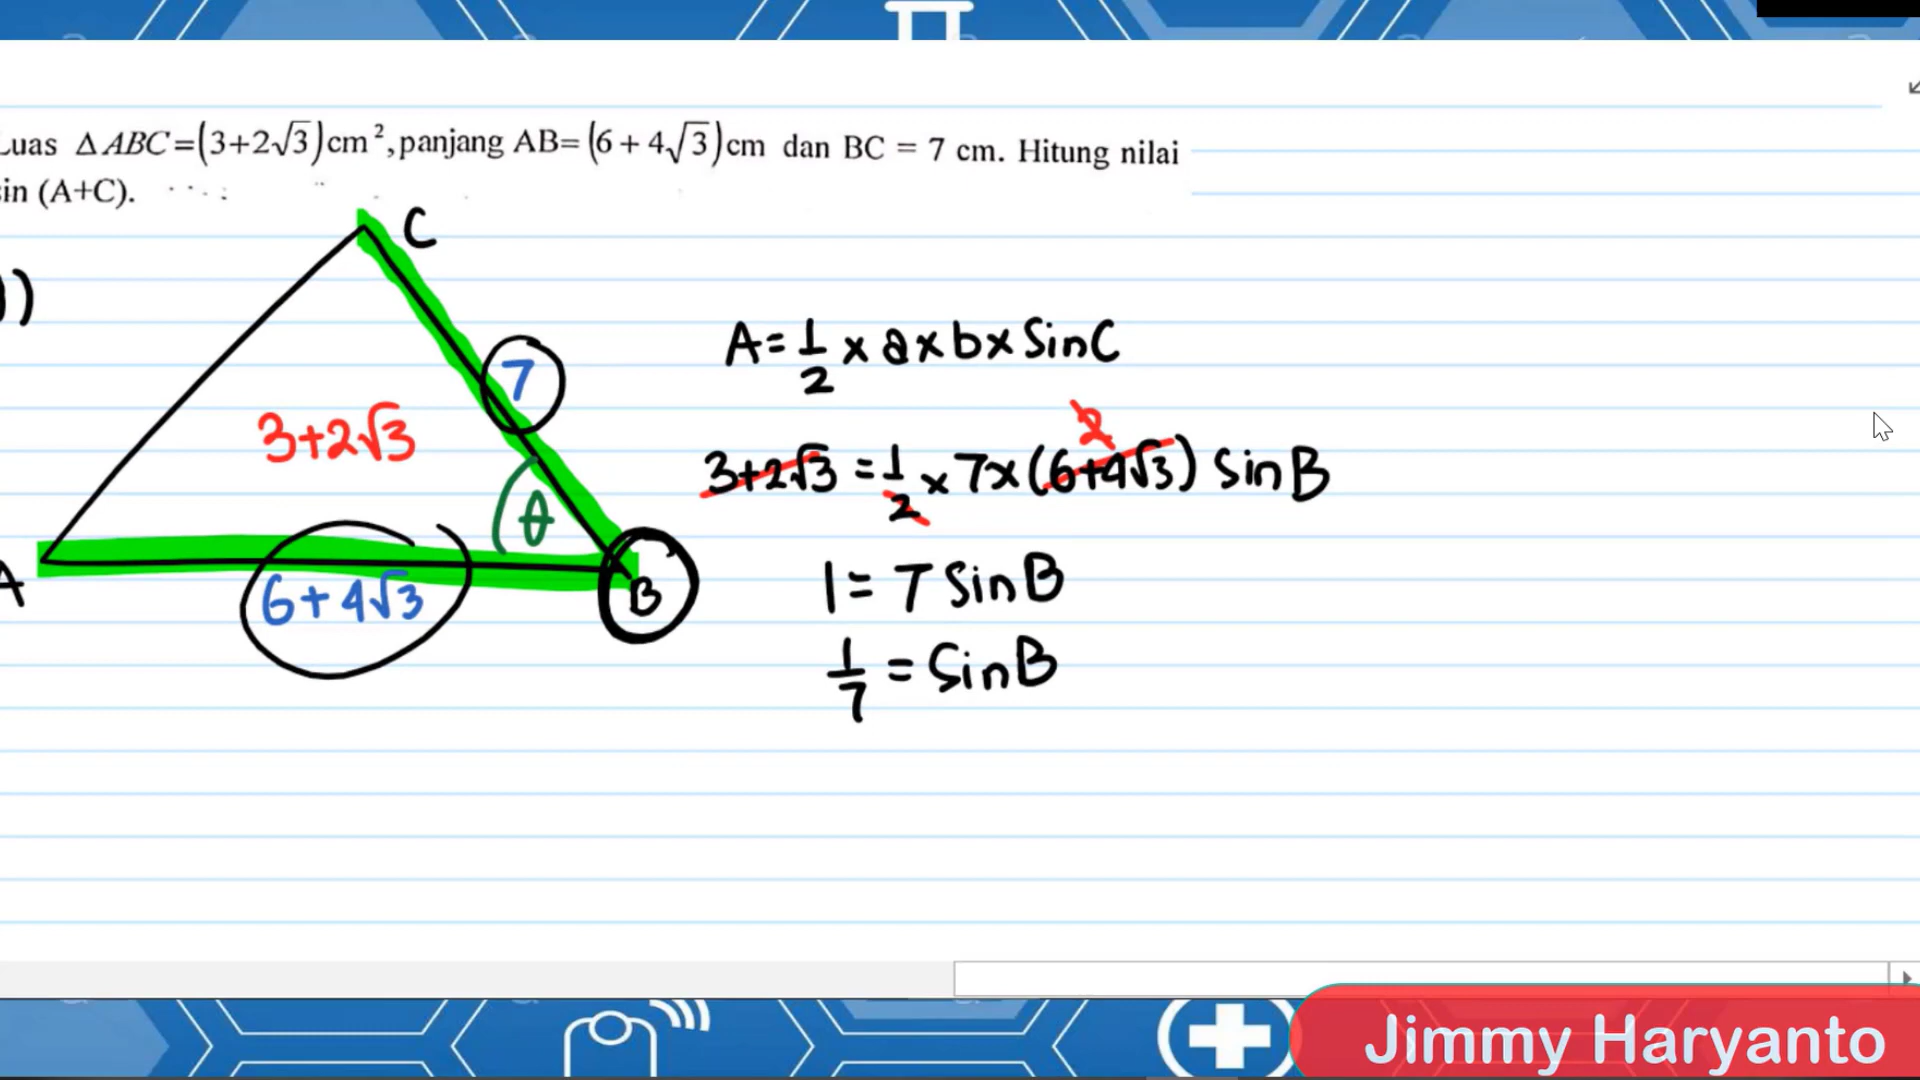 Luas ΔABC=(3+2√3)cm², panjang AB= (6+4√3)cm dan BC = 7 cm. Hitung nilai
in (A+C).
C
)
7
3+2√3
θ
A
6+4√3
B
A=1/2 x a x b x Sin C
3+2√3 = 1/2 x 7x (6+4√3) Sin B
2
1 = 7 Sin B
1/7 = Sin B
Jimmy Haryanto